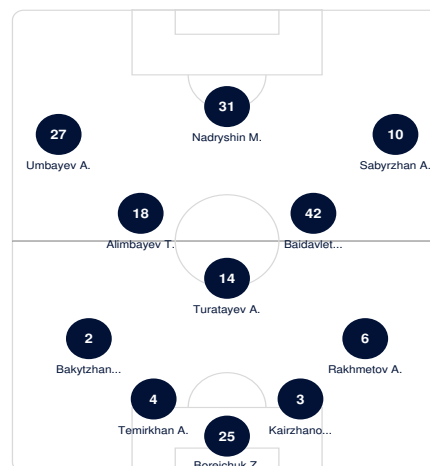 31
Nadryshin M.
27
Umbayev A.
10
Sabyrzhan A.
18
Alimbayev T.
42
Baidavlet...
14
Turatayev A.
2
Bakytzhan...
6
Rakhmetov A.
4
Temirkhan A.
3
Kairzhano...
25